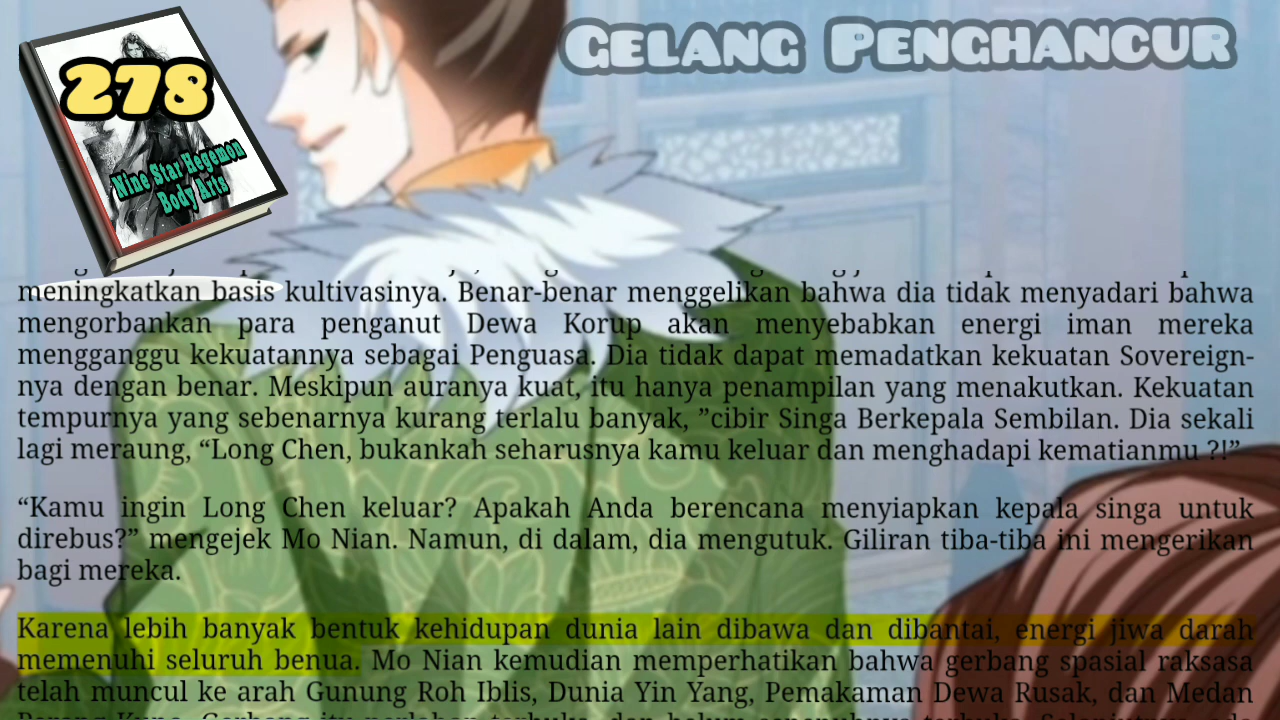 278
Nine Star Hegemon
Body Arts
Gelang Penghancur
meningkatkan basis kultivasinya. Benar-benar menggelikan bahwa dia tidak menyadari bahwa
mengorbankan para penganut Dewa Korup akan menyebabkan energi iman mereka
mengganggu kekuatannya sebagai Penguasa. Dia tidak dapat memadatkan kekuatan Sovereign-
nya dengan benar. Meskipun auranya kuat, itu hanya penampilan yang menakutkan. Kekuatan
tempurnya yang sebenarnya kurang terlalu banyak, ”cibir Singa Berkepala Sembilan. Dia sekali
lagi meraung, “Long Chen, bukankah seharusnya kamu keluar dan menghadapi kematianmu ?!”
“Kamu ingin Long Chen keluar? Apakah Anda berencana menyiapkan kepala singa untuk
direbus?” mengejek Mo Nian. Namun, di dalam, dia mengutuk. Giliran tiba-tiba ini mengerikan
bagi mereka.
Karena lebih banyak bentuk kehidupan dunia lain dibawa dan dibantai, energi jiwa darah
memenuhi seluruh benua. Mo Nian kemudian memperhatikan bahwa gerbang spasial raksasa
telah muncul ke arah Gunung Roh Iblis, Dunia Yin Yang, Pemakaman Dewa Rusak, dan Medan